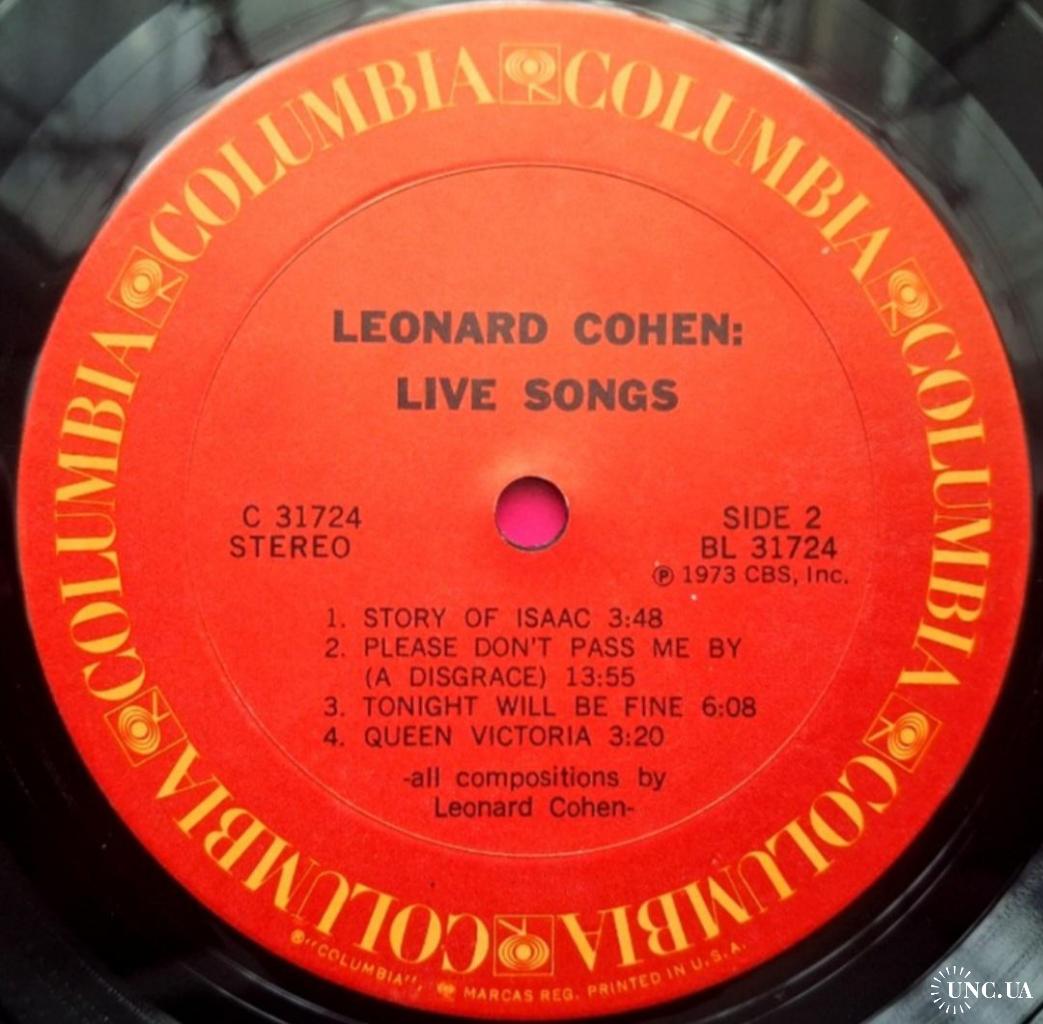 COLUMBIA COLUMBIA COLUMBIA COLUMBIA COLUMBIA COLUMBIA COLUMBIA COLUMBIA
LEONARD COHEN:
LIVE SONGS
C 31724
STEREO
SIDE 2
BL 31724
℗ 1973 CBS, Inc.
1. STORY OF ISAAC 3:48
2. PLEASE DON'T PASS ME BY
(A DISGRACE) 13:55
3. TONIGHT WILL BE FINE 6:08
4. QUEEN VICTORIA 3:20
-all compositions by
Leonard Cohen-
® "COLUMBIA", MARCAS REG. PRINTED IN U.S.A.
UNC.UA